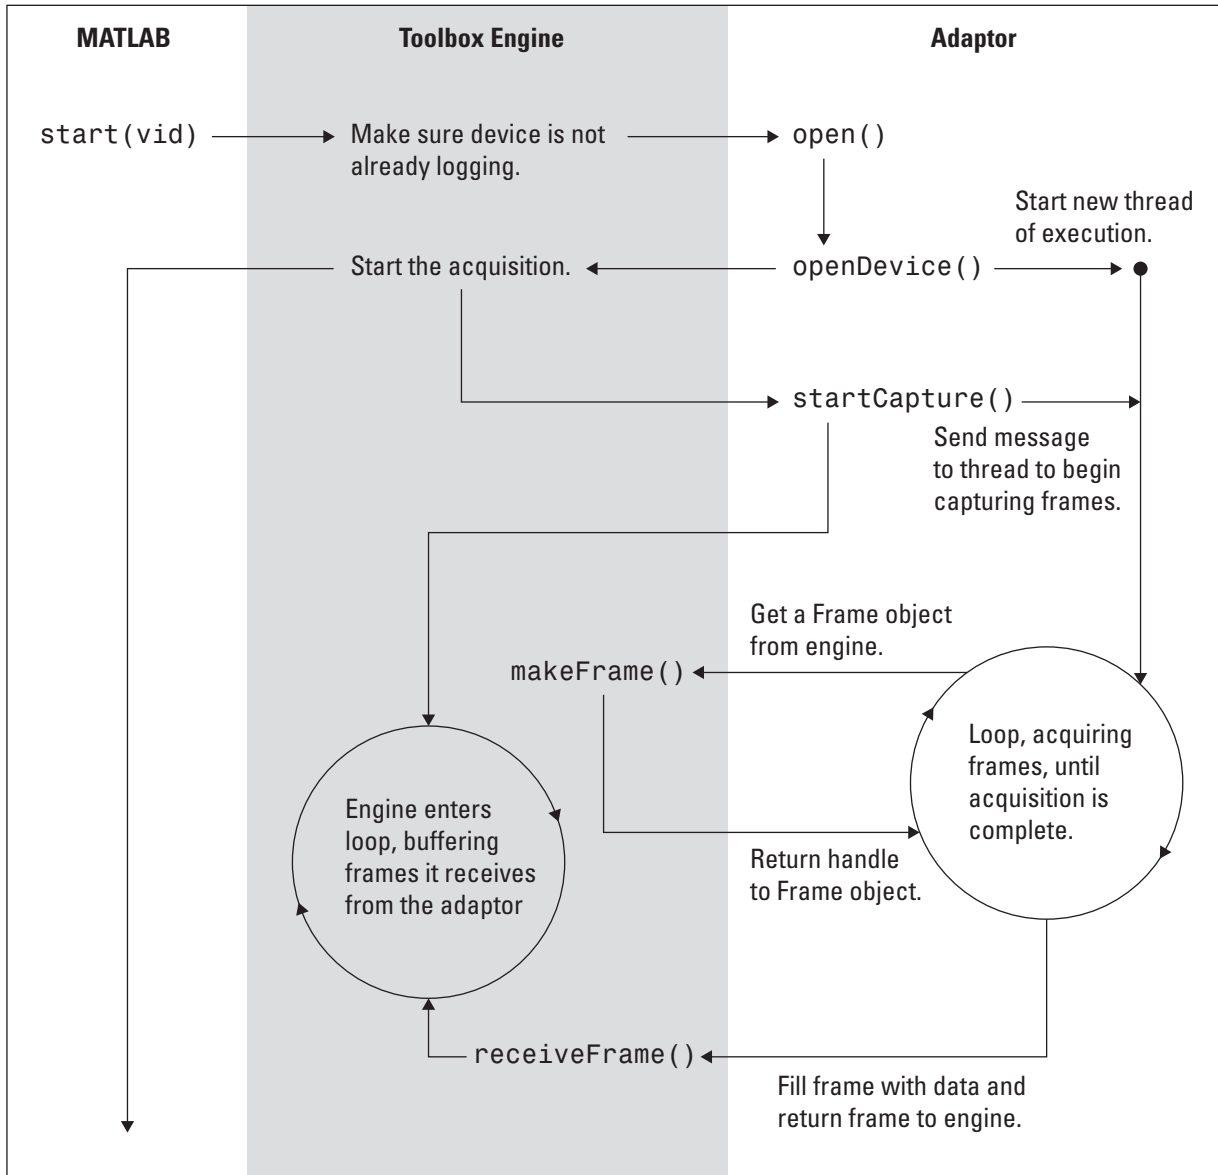 MATLAB
Toolbox Engine
Adaptor
start(vid)
Make sure device is not
already logging.
open()
Start new thread
of execution.
Start the acquisition.
openDevice()
startCapture()
Send message
to thread to begin
capturing frames.
Get a Frame object
from engine.
makeFrame()
Loop, acquiring
frames, until
acquisition is
complete.
Engine enters
loop, buffering
frames it receives
from the adaptor
Return handle
to Frame object.
receiveFrame()
Fill frame with data and
return frame to engine.